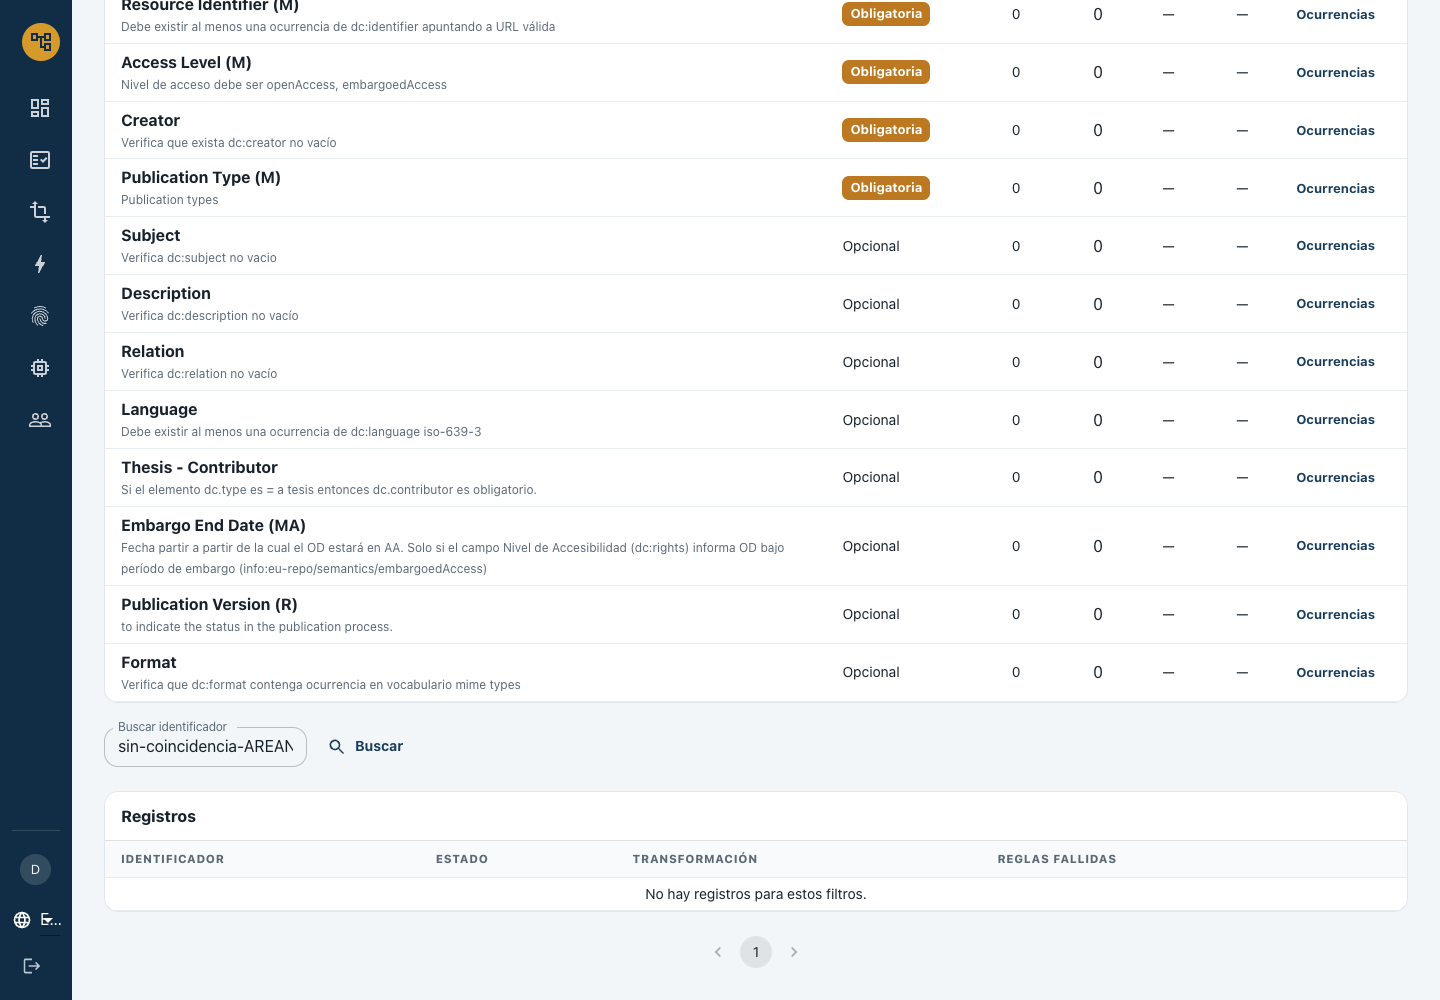 Resource Identifier (M)
Debe existir al menos una ocurrencia de dc:identifier apuntando a URL válida
Obligatoria 0 0 — — Ocurrencias
Access Level (M)
Nivel de acceso debe ser openAccess, embargoedAccess
Obligatoria 0 0 — — Ocurrencias
Creator
Verifica que exista dc:creator no vacío
Obligatoria 0 0 — — Ocurrencias
Publication Type (M)
Publication types
Obligatoria 0 0 — — Ocurrencias
Subject
Verifica dc:subject no vacio
Opcional 0 0 — — Ocurrencias
Description
Verifica dc:description no vacío
Opcional 0 0 — — Ocurrencias
Relation
Verifica dc:relation no vacío
Opcional 0 0 — — Ocurrencias
Language
Debe existir al menos una ocurrencia de dc:language iso-639-3
Opcional 0 0 — — Ocurrencias
Thesis - Contributor
Si el elemento dc.type es = a tesis entonces dc.contributor es obligatorio.
Opcional 0 0 — — Ocurrencias
Embargo End Date (MA)
Fecha partir a partir de la cual el OD estará en AA. Solo si el campo Nivel de Accesibilidad (dc:rights) informa OD bajo
período de embargo (info:eu-repo/semantics/embargoedAccess)
Opcional 0 0 — — Ocurrencias
Publication Version (R)
to indicate the status in the publication process.
Opcional 0 0 — — Ocurrencias
Format
Verifica que dc:format contenga ocurrencia en vocabulario mime types
Opcional 0 0 — — Ocurrencias
Buscar identificador
sin-coincidencia-AREAN
Buscar
Registros
IDENTIFICADOR ESTADO TRANSFORMACIÓN REGLAS FALLIDAS
No hay registros para estos filtros.
1
D
E...